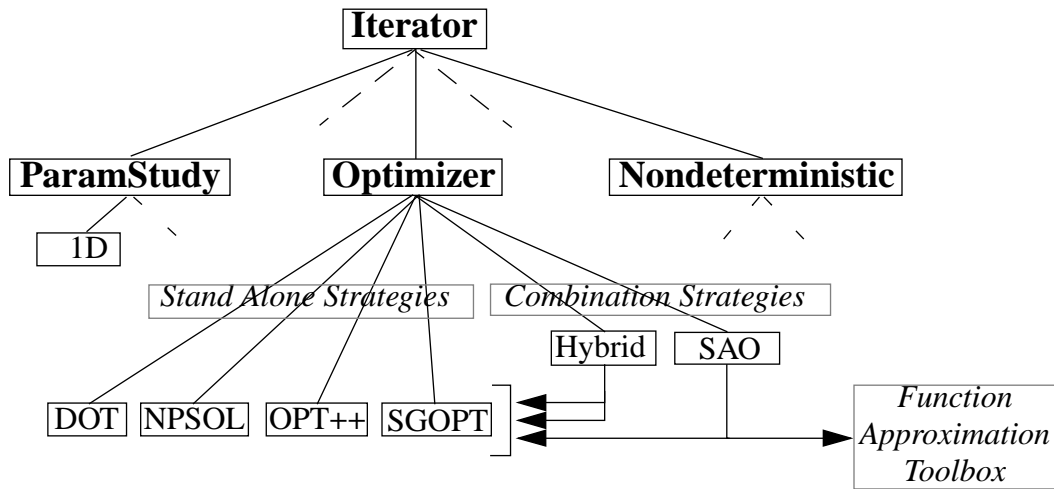 Iterator
ParamStudy
Optimizer
Nondeterministic
1D
Stand Alone Strategies
Combination Strategies
Hybrid
SAO
DOT
NPSOL
OPT++
SGOPT
Function
Approximation
Toolbox